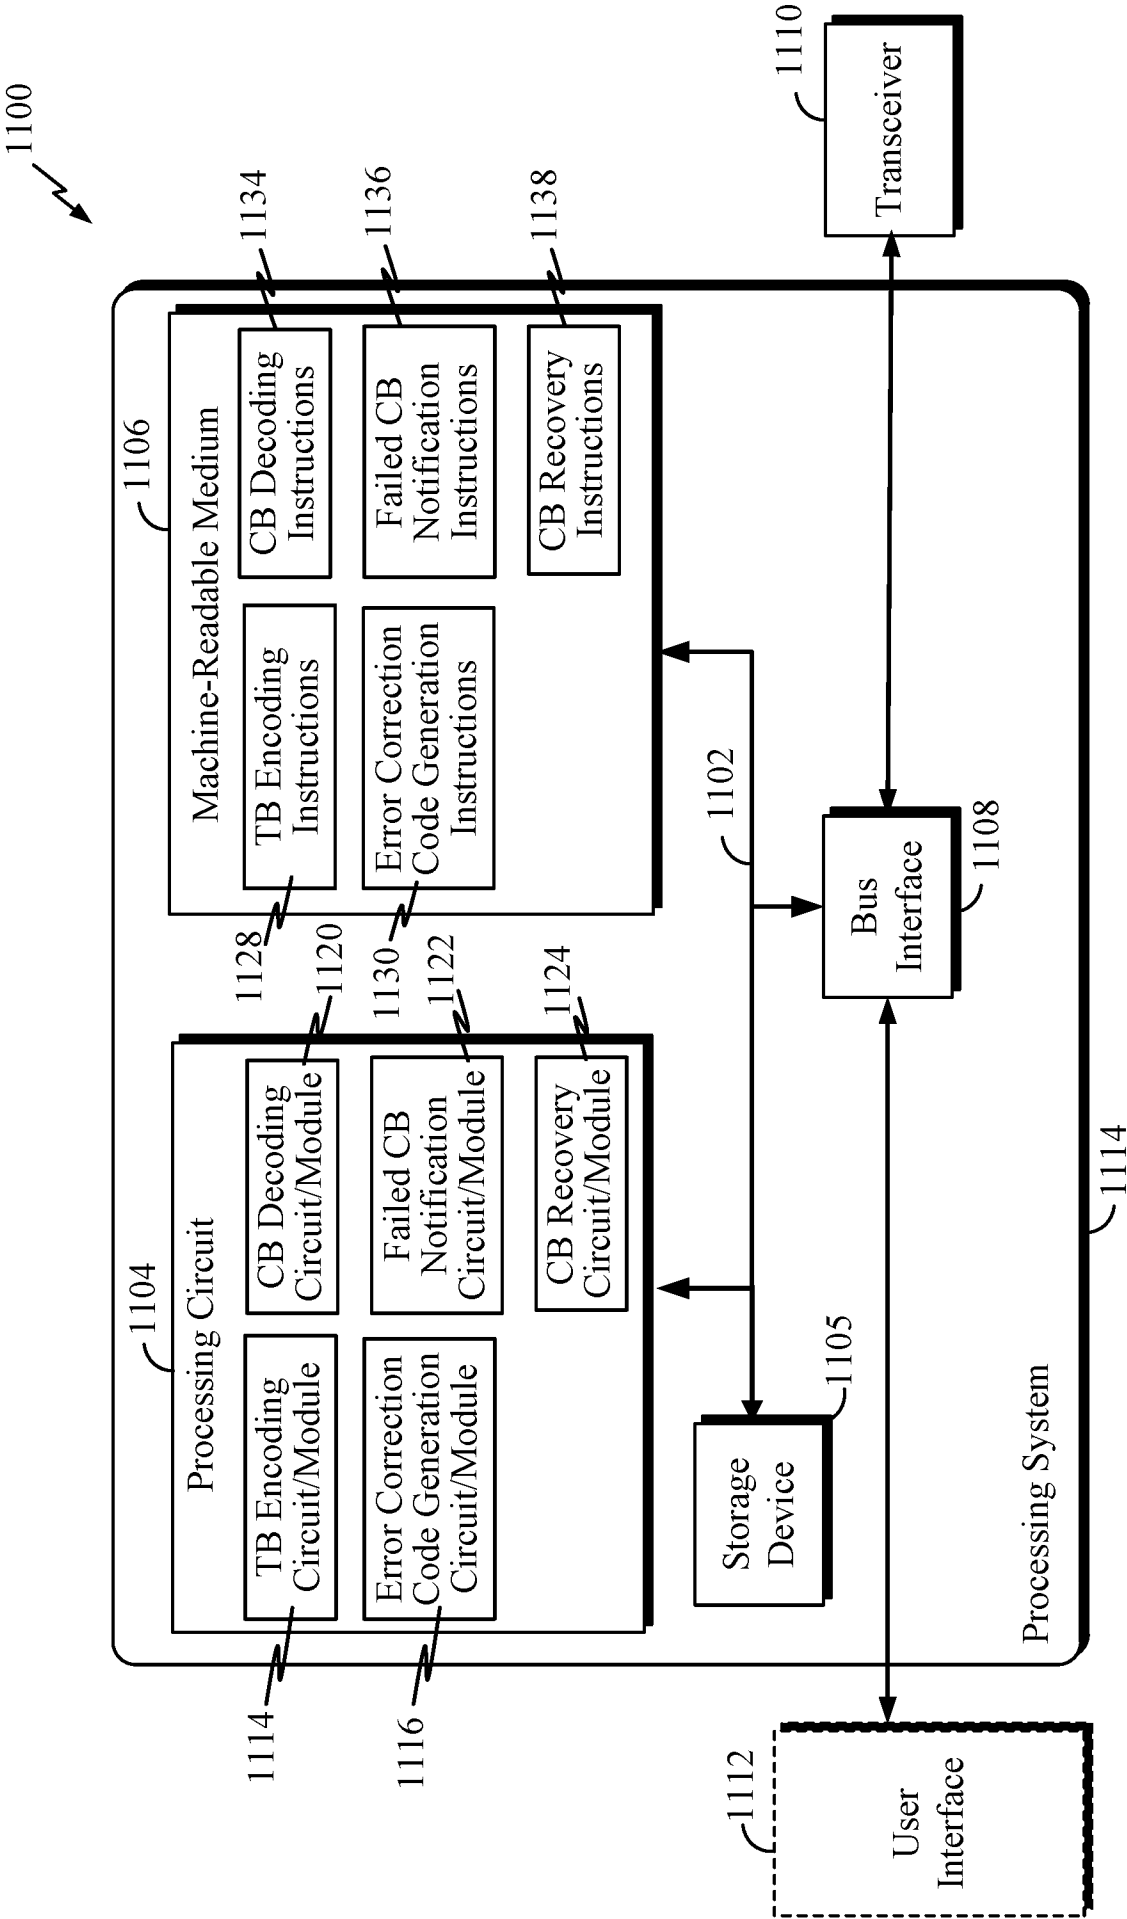 1100
1104
Processing Circuit
TB Encoding
Circuit/Module
1114
CB Decoding
Circuit/Module
1120
Error Correction
Code Generation
Circuit/Module
1116
Failed CB
Notification
Circuit/Module
1122
CB Recovery
Circuit/Module
1124
1106
Machine-Readable Medium
TB Encoding
Instructions
1128
CB Decoding
Instructions
1134
Error Correction
Code Generation
Instructions
1130
Failed CB
Notification
Instructions
1136
CB Recovery
Instructions
1138
Storage
Device
1105
1102
Bus
Interface
1108
1112
User
Interface
1110
Transceiver
Processing System
1114